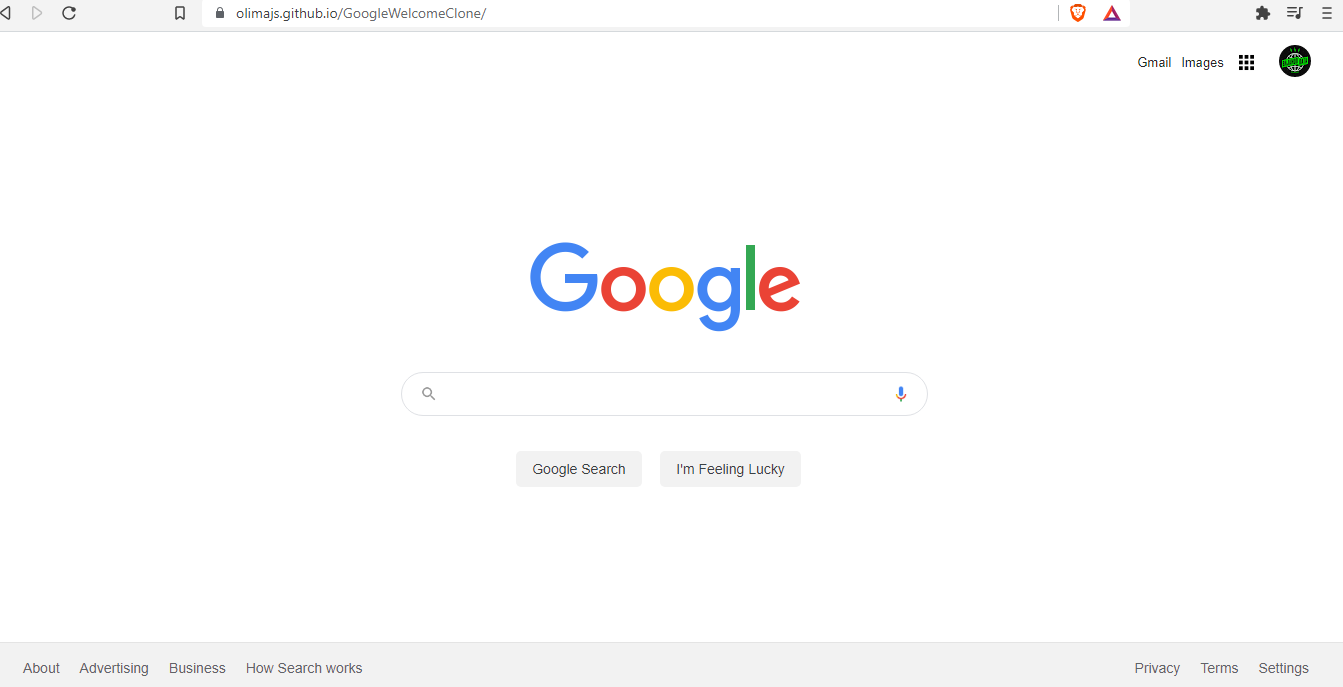 olimajs.github.io/GoogleWelcomeClone/
Gmail Images
Google
Google Search I'm Feeling Lucky
About Advertising Business How Search works Privacy Terms Settings